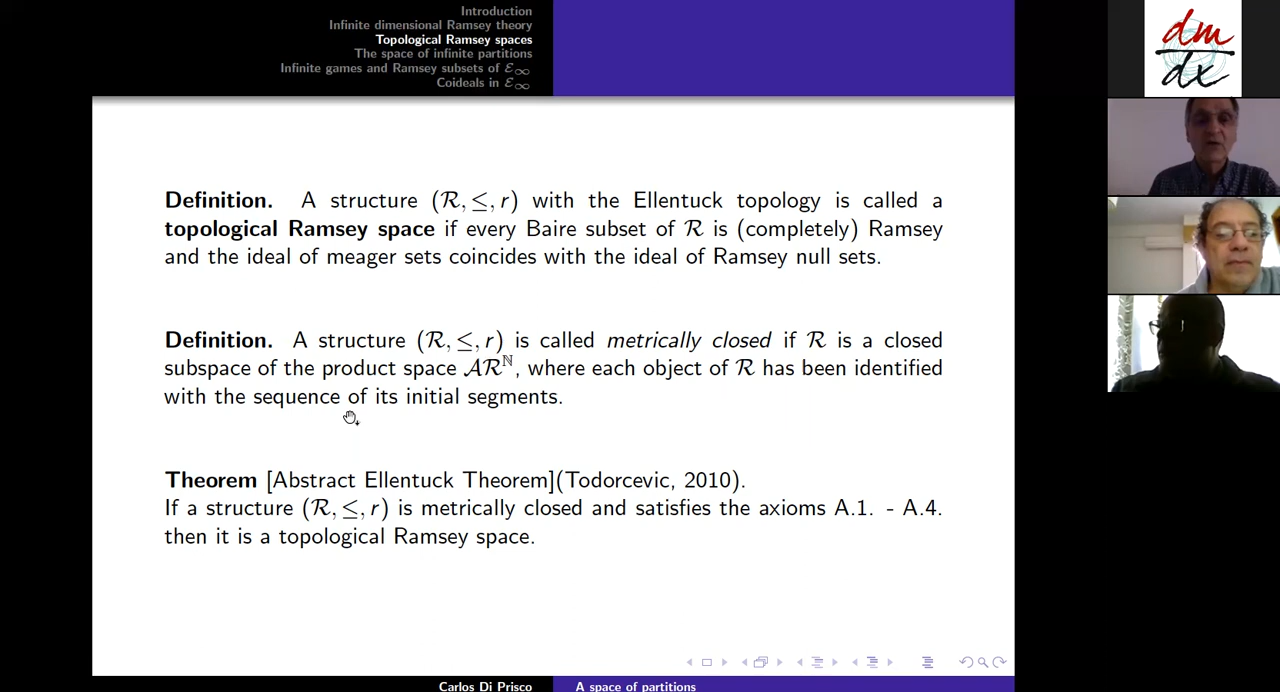 Introduction
Infinite dimensional Ramsey theory
Topological Ramsey spaces
The space of infinite partitions
Infinite games and Ramsey subsets of ℰ∞
Coideals in ℰ∞
dm
dx
Definition. A structure (ℛ, ≤, r) with the Ellentuck topology is called a
topological Ramsey space if every Baire subset of ℛ is (completely) Ramsey
and the ideal of meager sets coincides with the ideal of Ramsey null sets.
Definition. A structure (ℛ, ≤, r) is called metrically closed if ℛ is a closed
subspace of the product space 𝒜ℛ^ℕ, where each object of ℛ has been identified
with the sequence of its initial segments.
Theorem [Abstract Ellentuck Theorem](Todorcevic, 2010).
If a structure (ℛ, ≤, r) is metrically closed and satisfies the axioms A.1. - A.4.
then it is a topological Ramsey space.
Carlos Di Prisco A space of partitions